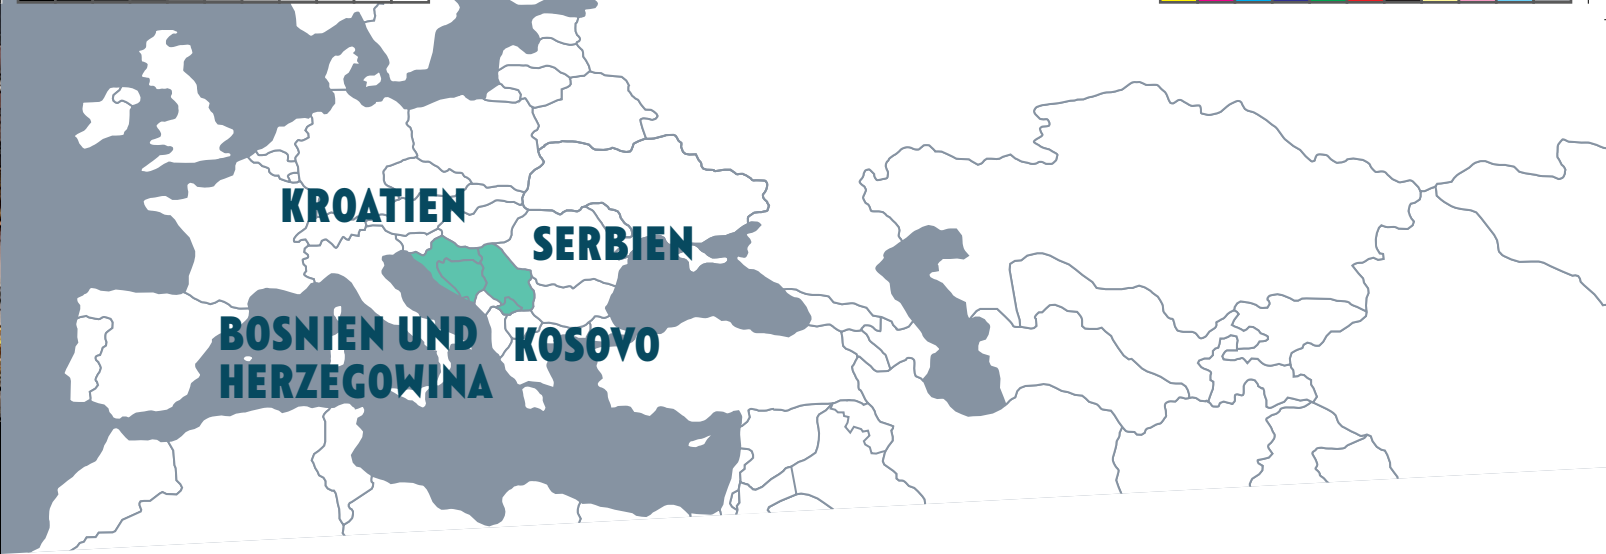 KROATIEN
SERBIEN
BOSNIEN UND
HERZEGOWINA
KOSOVO